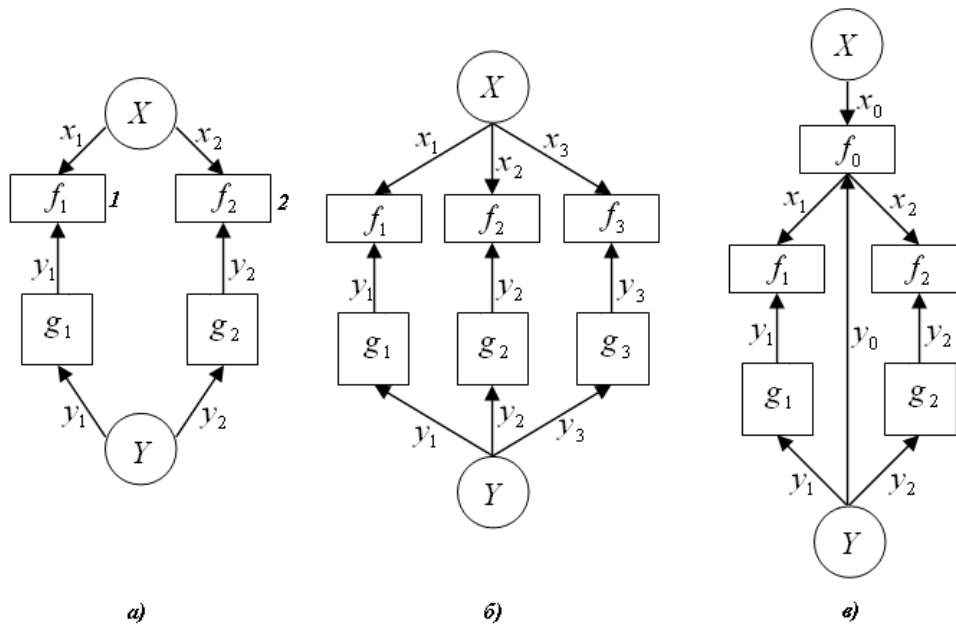 X
x₁ x₂
f₁ 1 f₂ 2
y₁ y₂
g₁ g₂
y₁ y₂
Y
а)
X
x₁ x₂ x₃
f₁ f₂ f₃
y₁ y₂ y₃
g₁ g₂ g₃
y₁ y₂ y₃
Y
б)
X
x₀
f₀
x₁ x₂
f₁ f₂
y₁ y₀ y₂
g₁ g₂
y₁ y₂
Y
в)